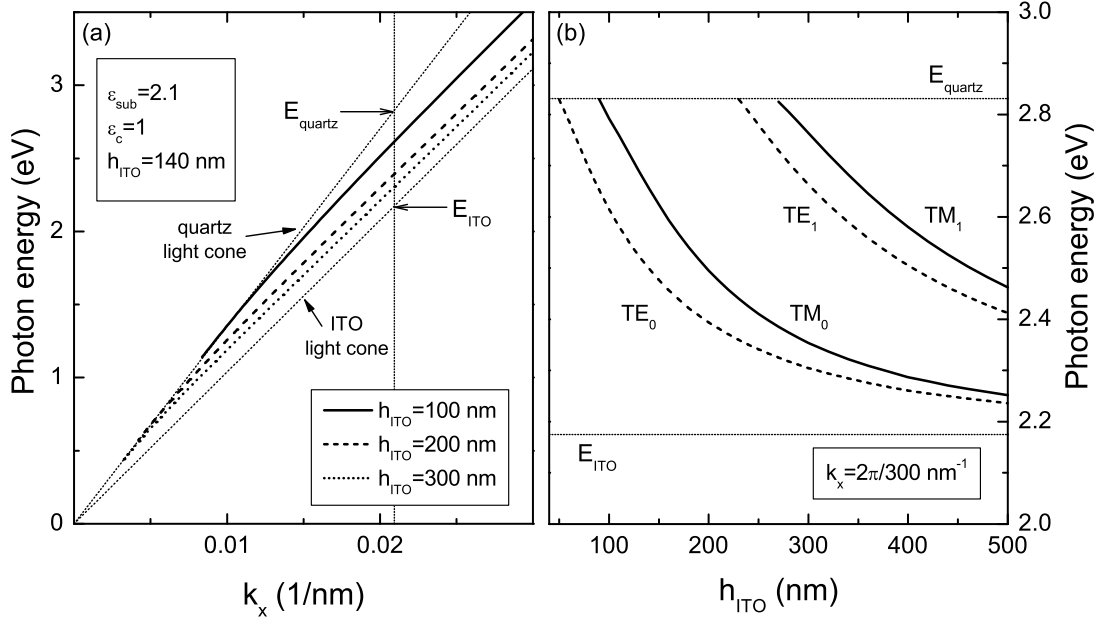 (a)
ε_sub=2.1
ε_c=1
h_ITO=140 nm
E_quartz
E_ITO
quartz
light cone
ITO
light cone
h_ITO=100 nm
h_ITO=200 nm
h_ITO=300 nm
Photon energy (eV)
0
1
2
3
0.01
0.02
k_x (1/nm)
(b)
E_quartz
TE_1
TM_1
TE_0
TM_0
E_ITO
k_x=2π/300 nm⁻¹
3.0
2.8
2.6
2.4
2.2
2.0
Photon energy (eV)
100
200
300
400
500
h_ITO (nm)